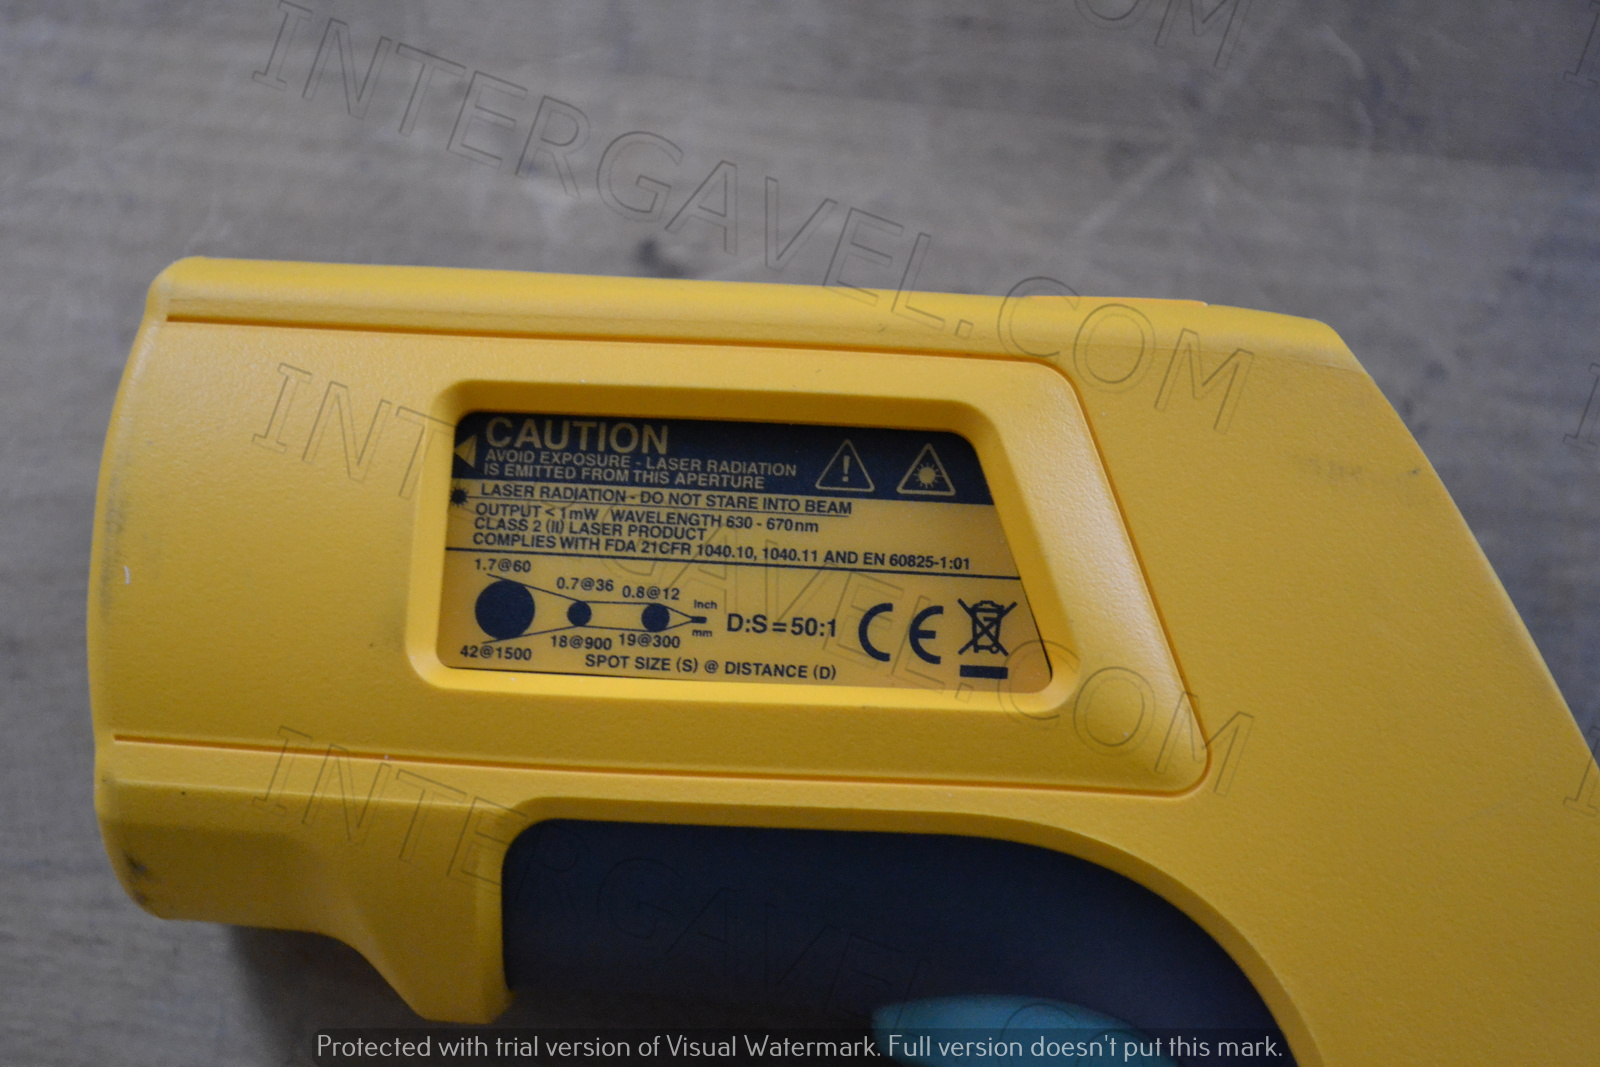 INTERGAVEL.COM
CAUTION
AVOID EXPOSURE - LASER RADIATION
IS EMITTED FROM THIS APERTURE
LASER RADIATION - DO NOT STARE INTO BEAM
OUTPUT < 1mW WAVELENGTH 630 - 670nm
CLASS 2 (II) LASER PRODUCT
COMPLIES WITH FDA 21CFR 1040.10, 1040.11 AND EN 60825-1:01
1.7@60 0.7@36 0.8@12
Inch
mm
D:S=50:1 CE
42@1500 18@900 19@300
SPOT SIZE (S) @ DISTANCE (D)
INTERGAVEL.COM
INTERGAVEL.COM
Protected with trial version of Visual Watermark. Full version doesn't put this mark.